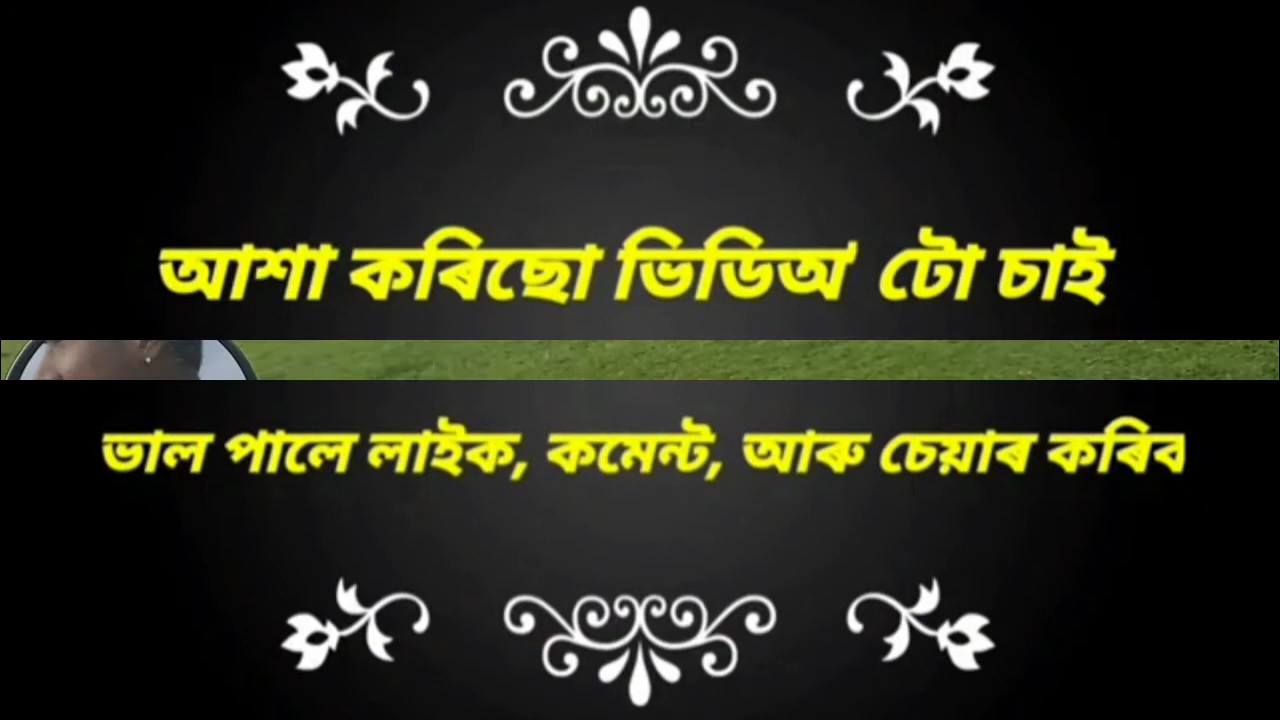 আশা কৰিছো ভিডিঅ' টো চাই
ভাল পালে লাইক, কমেন্ট, আৰু চেয়াৰ কৰিব